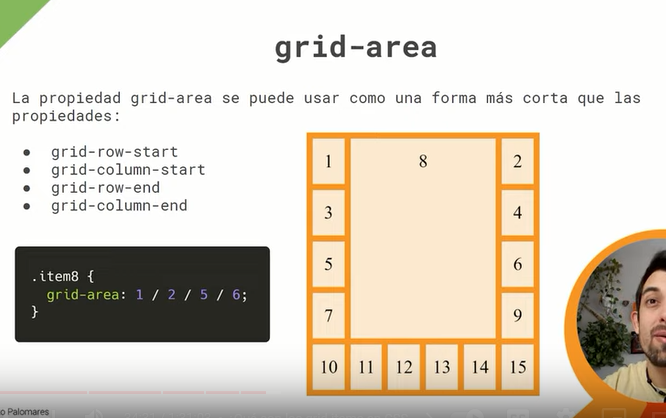 grid-area
La propiedad grid-area se puede usar como una forma más corta que las
propiedades:
● grid-row-start
● grid-column-start
● grid-row-end
● grid-column-end
.item8 {
grid-area: 1 / 2 / 5 / 6;
}
1 8 2
3 4
5 6
7 9
10 11 12 13 14 15
o Palomares